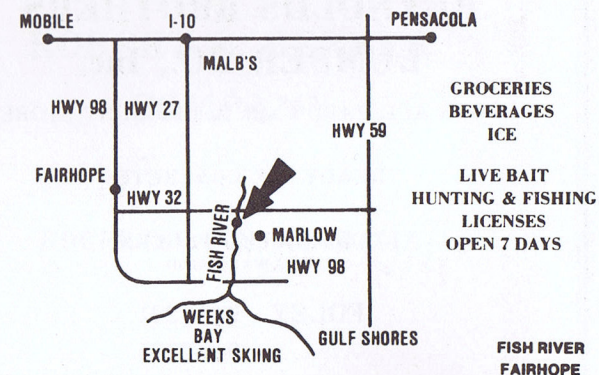 MOBILE
I-10
PENSACOLA
MALB'S
HWY 98
HWY 27
HWY 59
FAIRHOPE
HWY 32
FISH RIVER
MARLOW
HWY 98
WEEKS
BAY
EXCELLENT SKIING
GULF SHORES
GROCERIES
BEVERAGES
ICE
LIVE BAIT
HUNTING & FISHING
LICENSES
OPEN 7 DAYS
FISH RIVER
FAIRHOPE